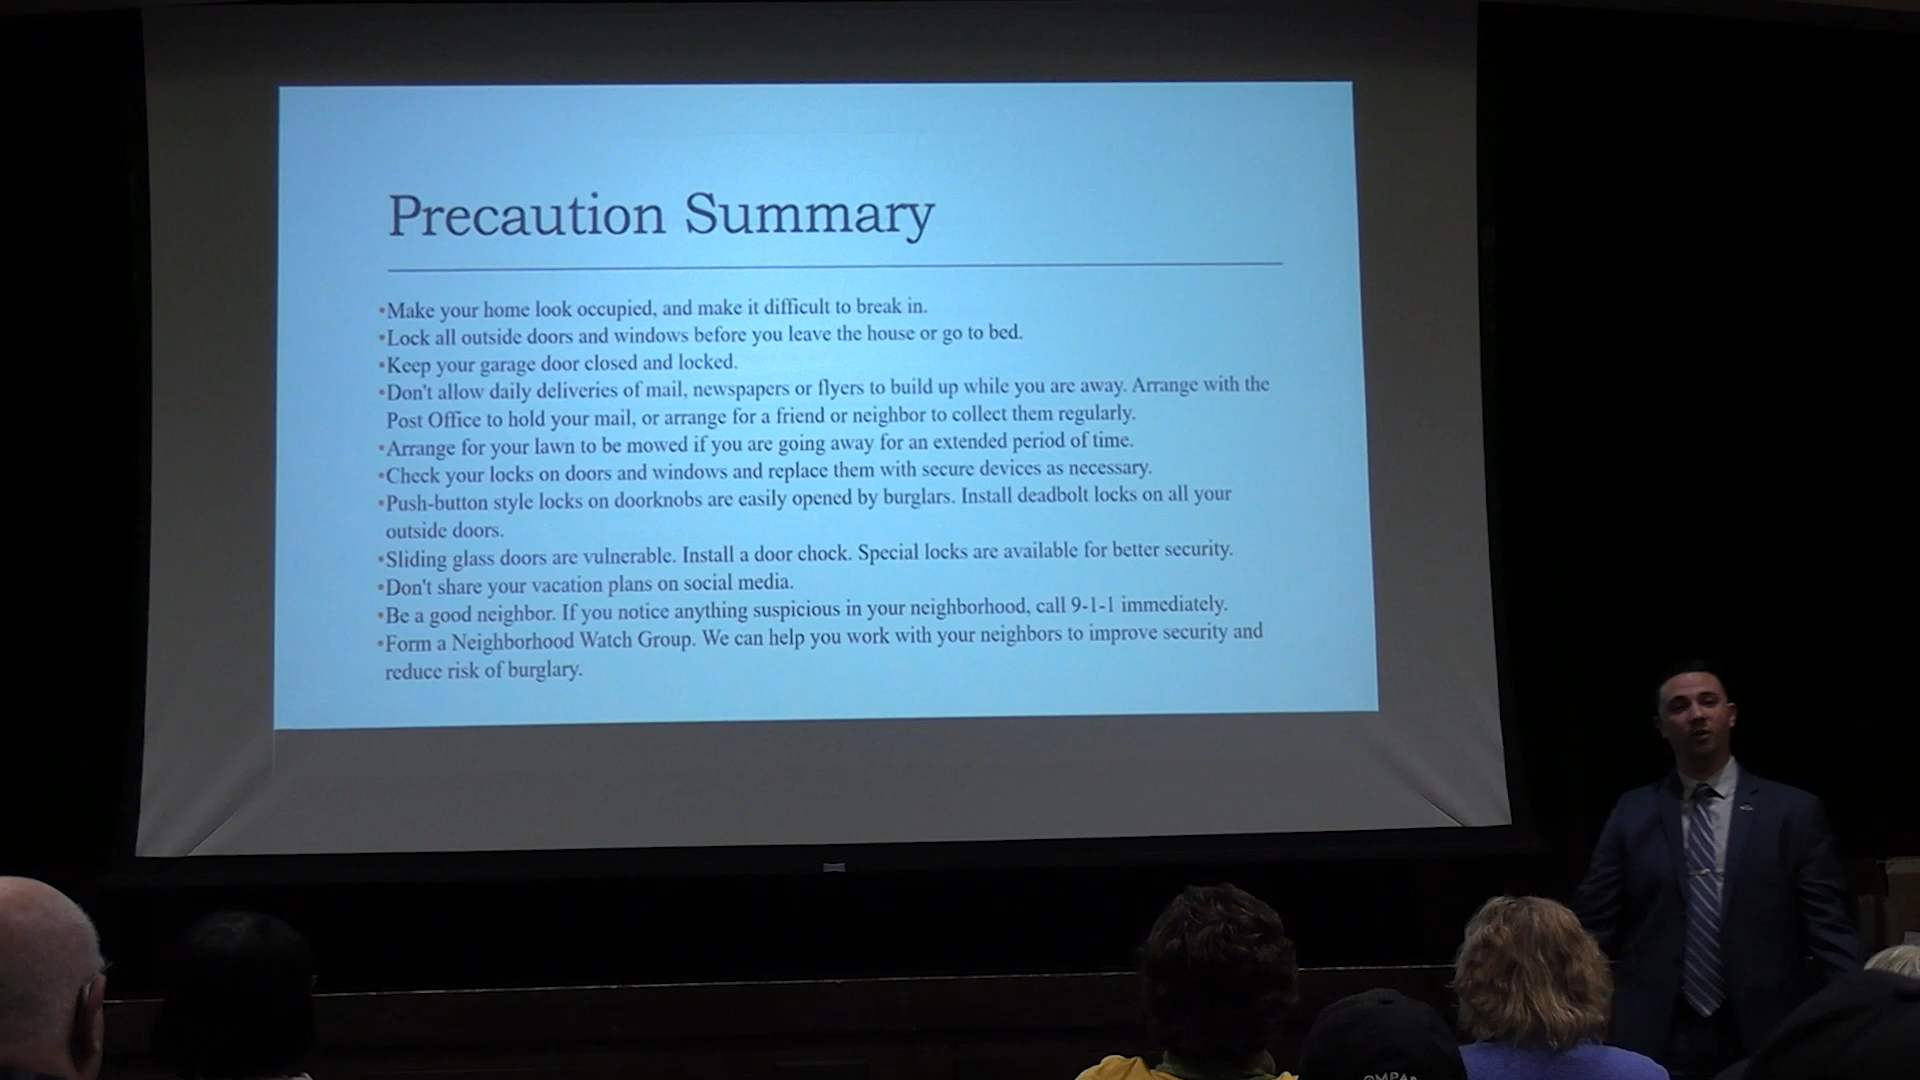 Precaution Summary
•Make your home look occupied, and make it difficult to break in.
•Lock all outside doors and windows before you leave the house or go to bed.
•Keep your garage door closed and locked.
•Don't allow daily deliveries of mail, newspapers or flyers to build up while you are away. Arrange with the
Post Office to hold your mail, or arrange for a friend or neighbor to collect them regularly.
•Arrange for your lawn to be mowed if you are going away for an extended period of time.
•Check your locks on doors and windows and replace them with secure devices as necessary.
•Push-button style locks on doorknobs are easily opened by burglars. Install deadbolt locks on all your
outside doors.
•Sliding glass doors are vulnerable. Install a door chock. Special locks are available for better security.
•Don't share your vacation plans on social media.
•Be a good neighbor. If you notice anything suspicious in your neighborhood, call 9-1-1 immediately.
•Form a Neighborhood Watch Group. We can help you work with your neighbors to improve security and
reduce risk of burglary.